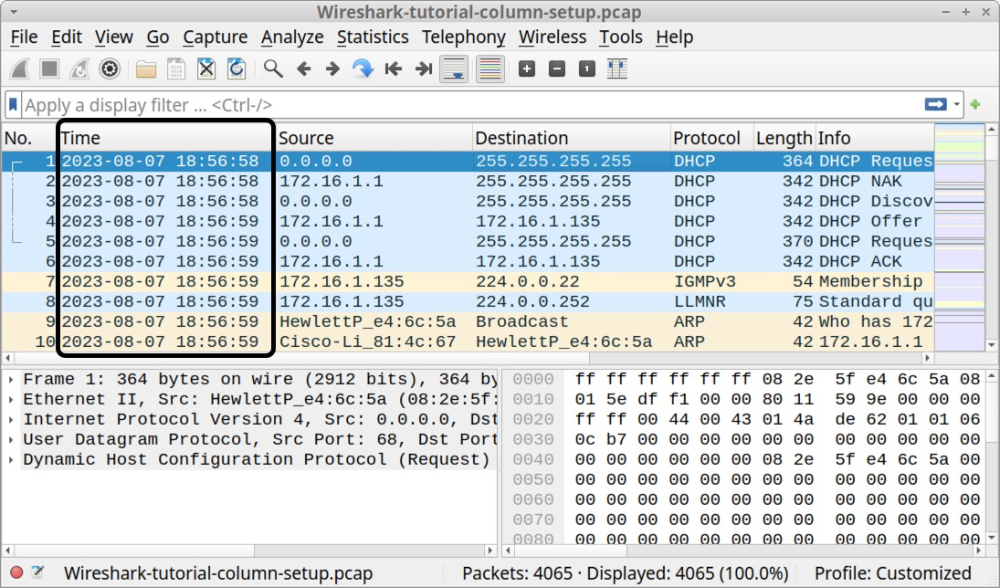 Wireshark-tutorial-column-setup.pcap
File Edit View Go Capture Analyze Statistics Telephony Wireless Tools Help
Apply a display filter ... <Ctrl-/>
No. Time Source Destination Protocol Length Info
1 2023-08-07 18:56:58 0.0.0.0 255.255.255.255 DHCP 364 DHCP Reques
2 2023-08-07 18:56:58 172.16.1.1 255.255.255.255 DHCP 342 DHCP NAK
3 2023-08-07 18:56:58 0.0.0.0 255.255.255.255 DHCP 342 DHCP Discov
4 2023-08-07 18:56:59 172.16.1.1 172.16.1.135 DHCP 342 DHCP Offer
5 2023-08-07 18:56:59 0.0.0.0 255.255.255.255 DHCP 370 DHCP Reques
6 2023-08-07 18:56:59 172.16.1.1 172.16.1.135 DHCP 342 DHCP ACK
7 2023-08-07 18:56:59 172.16.1.135 224.0.0.22 IGMPv3 54 Membership
8 2023-08-07 18:56:59 172.16.1.135 224.0.0.252 LLMNR 75 Standard qu
9 2023-08-07 18:56:59 HewlettP_e4:6c:5a Broadcast ARP 42 Who has 172
10 2023-08-07 18:56:59 Cisco-Li_81:4c:67 HewlettP_e4:6c:5a ARP 42 172.16.1.1
Frame 1: 364 bytes on wire (2912 bits), 364 by
Ethernet II, Src: HewlettP_e4:6c:5a (08:2e:5f:
Internet Protocol Version 4, Src: 0.0.0.0, Dst
User Datagram Protocol, Src Port: 68, Dst Port
Dynamic Host Configuration Protocol (Request)
0000 ff ff ff ff ff ff 08 2e 5f e4 6c 5a 08
0010 01 5e df f1 00 00 80 11 59 9e 00 00 00
0020 ff ff 00 44 00 43 01 4a de 62 01 01 06
0030 0c b7 00 00 00 00 00 00 00 00 00 00 00
0040 00 00 00 00 00 00 08 2e 5f e4 6c 5a 00
0050 00 00 00 00 00 00 00 00 00 00 00 00 00
0060 00 00 00 00 00 00 00 00 00 00 00 00 00
0070 00 00 00 00 00 00 00 00 00 00 00 00 00
0080 00 00 00 00 00 00 00 00 00 00 00 00 00
Wireshark-tutorial-column-setup.pcap Packets: 4065 · Displayed: 4065 (100.0%) Profile: Customized